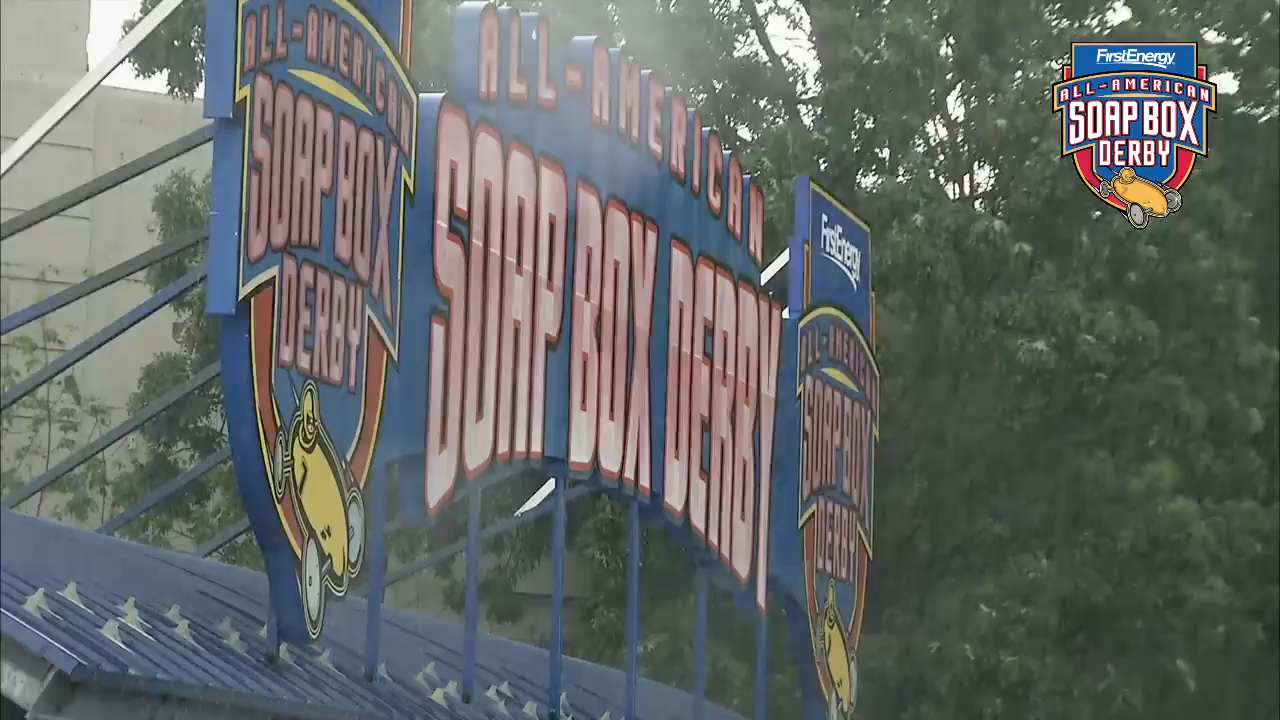 ALL-AMERICAN
SOAP BOX
DERBY
ALL-AMERICAN
SOAP BOX DERBY
FirstEnergy
ALL-AMERICAN
SOAP BOX
DERBY
FirstEnergy
ALL-AMERICAN
SOAP BOX
DERBY